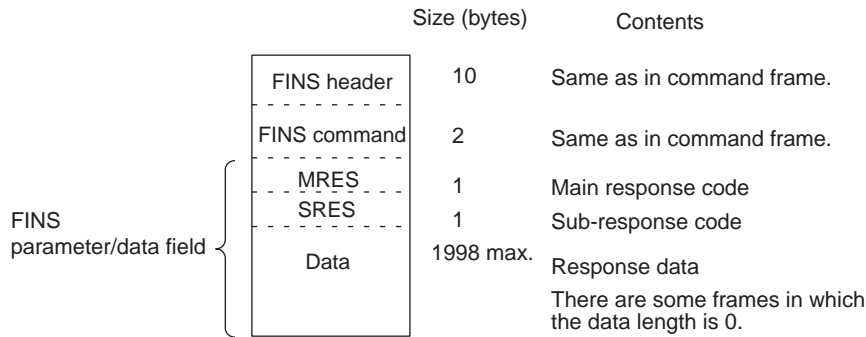 Size (bytes) Contents
FINS header 10 Same as in command frame.
FINS command 2 Same as in command frame.
MRES 1 Main response code
SRES 1 Sub-response code
FINS
parameter/data field
Data 1998 max. Response data
There are some frames in which
the data length is 0.